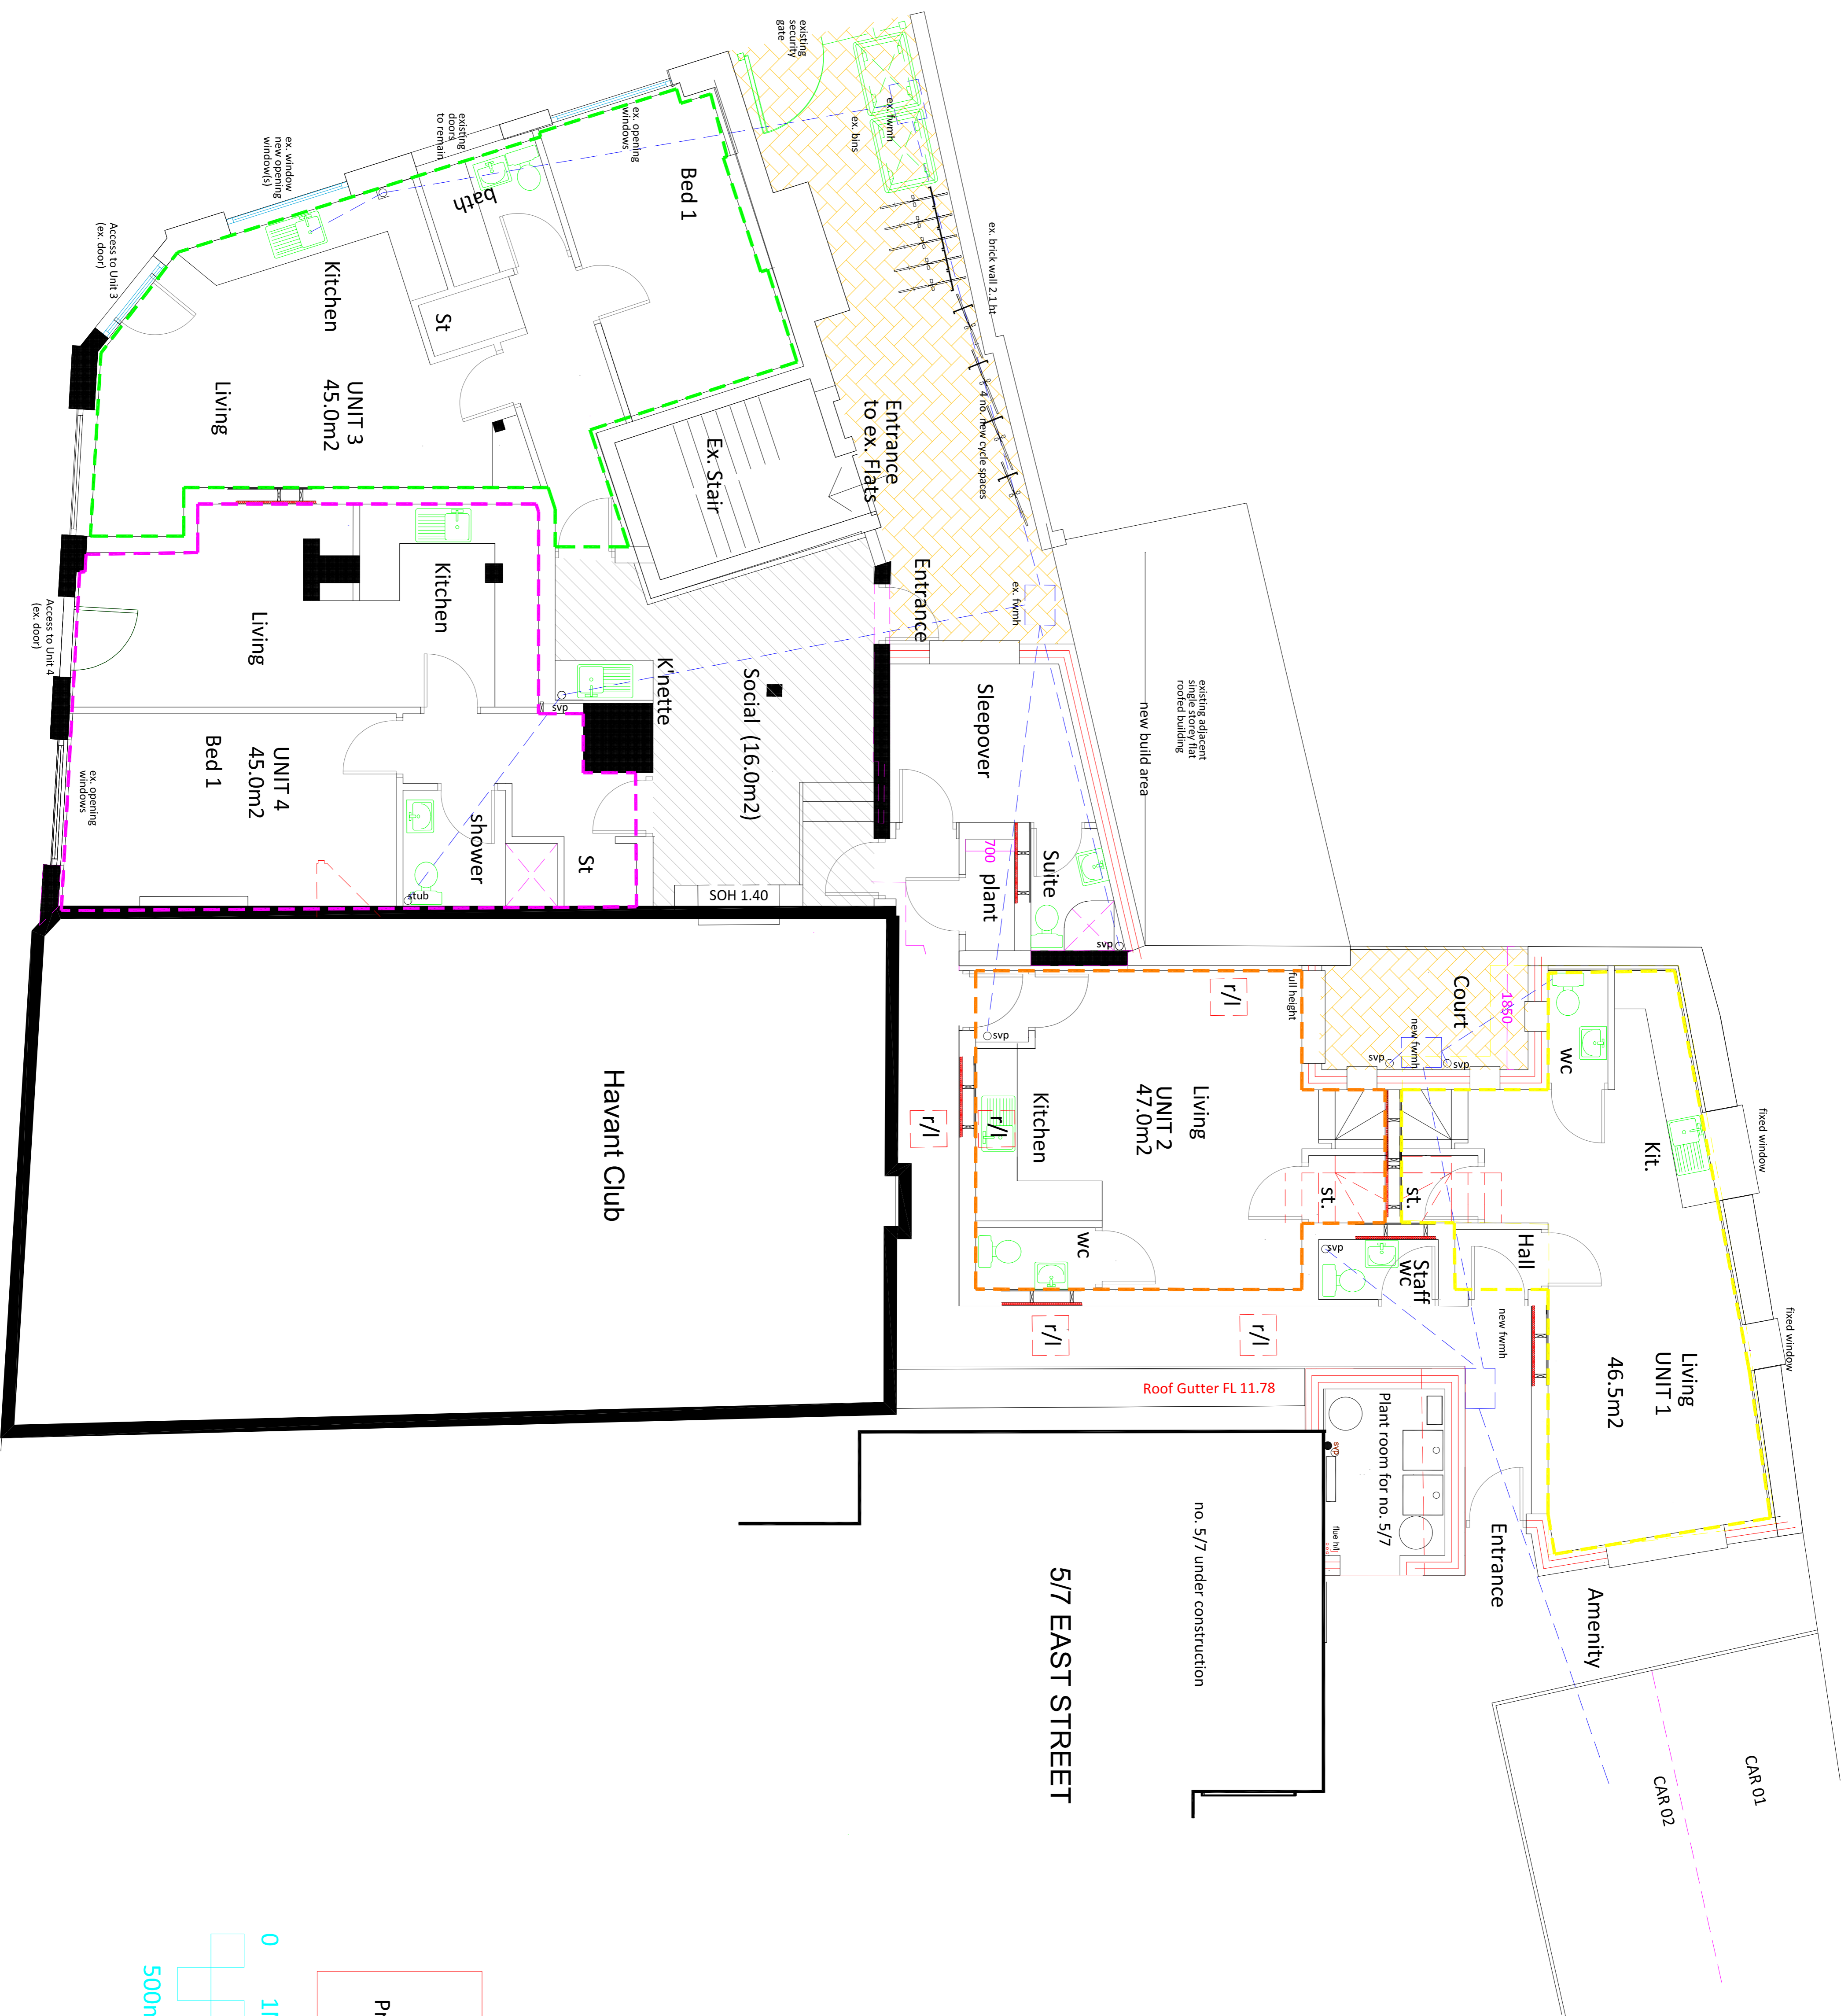 existing
security
gate
ex. fwmh
ex. bins
ex. opening
windows
existing
doors
to remain
ex. window
new opening
window(s)
Access to Unit 3
(ex. door)
Bed 1
bath
Kitchen
St
Living
UNIT 3
45.0m2
Ex. Stair
Entrance
to ex. Flats
ex. brick wall 2.1 ht
4 no. new cycle spaces
Entrance
ex. fwmh
existing adjacent
single storey flat
roofed building
new build area
Kitchen
Living
Access to Unit 4
(ex. door)
K'nette
svp
Social (16.0m2)
Sleepover
Bed 1
UNIT 4
45.0m2
ex. opening
windows
shower
St
stub
SOH 1.40
700
plant
Suite
svp
Havant Club
svp
r/l
full height
Court
1850
new fwmh
svp
svp
wc
Kit.
fixed window
r/l
r/l
Kitchen
Living
UNIT 2
47.0m2
st.
st.
wc
svp
Staff
wc
Hall
new fwmh
fixed window
r/l
r/l
Living
UNIT 1
46.5m2
Roof Gutter FL 11.78
Plant room for no. 5/7
svp
flue h/l
Entrance
Amenity
no. 5/7 under construction
5/7 EAST STREET
CAR 01
CAR 02
0
500m
Pr